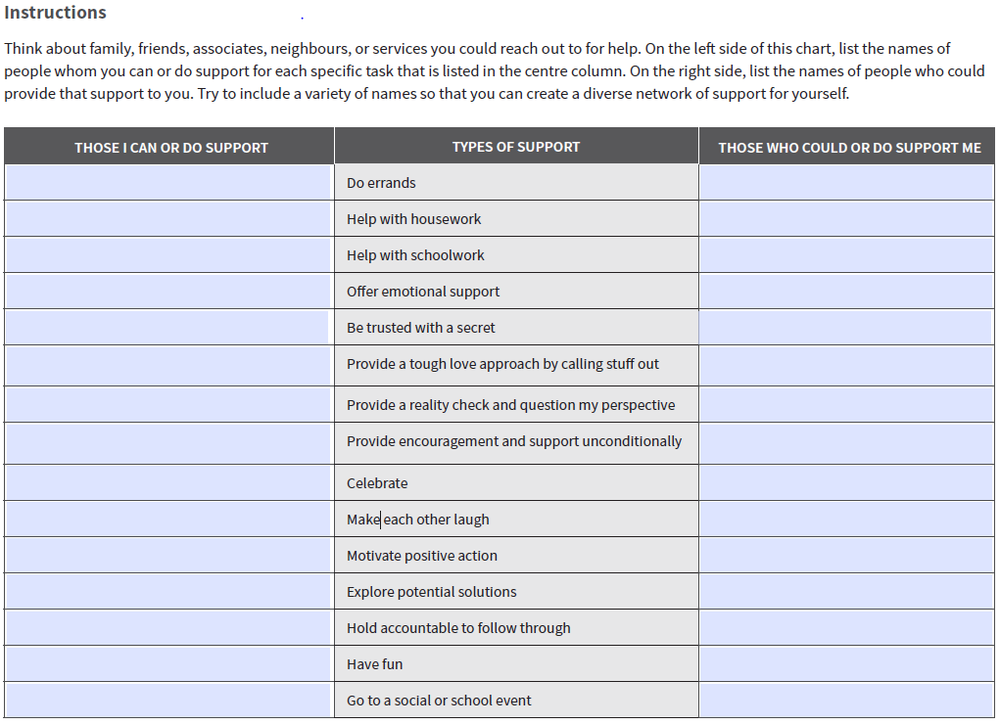 Instructions
Think about family, friends, associates, neighbours, or services you could reach out to for help. On the left side of this chart, list the names of
people whom you can or do support for each specific task that is listed in the centre column. On the right side, list the names of people who could
provide that support to you. Try to include a variety of names so that you can create a diverse network of support for yourself.
THOSE I CAN OR DO SUPPORT TYPES OF SUPPORT THOSE WHO COULD OR DO SUPPORT ME
Do errands
Help with housework
Help with schoolwork
Offer emotional support
Be trusted with a secret
Provide a tough love approach by calling stuff out
Provide a reality check and question my perspective
Provide encouragement and support unconditionally
Celebrate
Make each other laugh
Motivate positive action
Explore potential solutions
Hold accountable to follow through
Have fun
Go to a social or school event